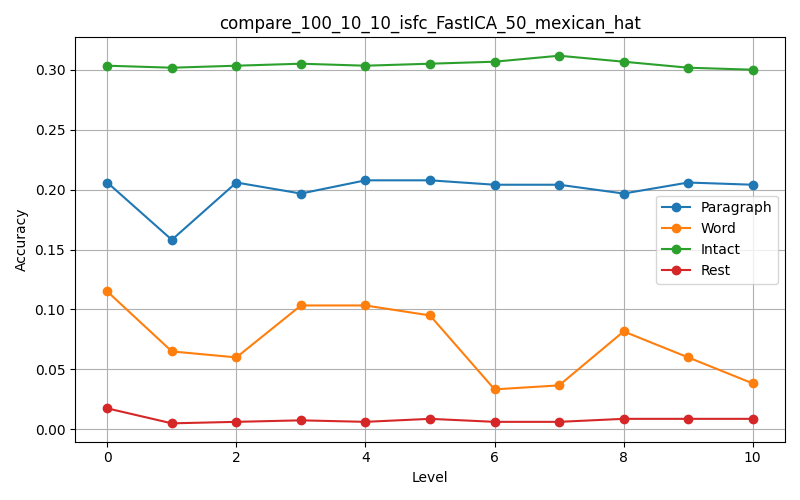 compare_100_10_10_isfc_FastICA_50_mexican_hat
0.30
0.25
0.20
0.15
0.10
0.05
0.00
Accuracy
Paragraph
Word
Intact
Rest
0 2 4 6 8 10
Level